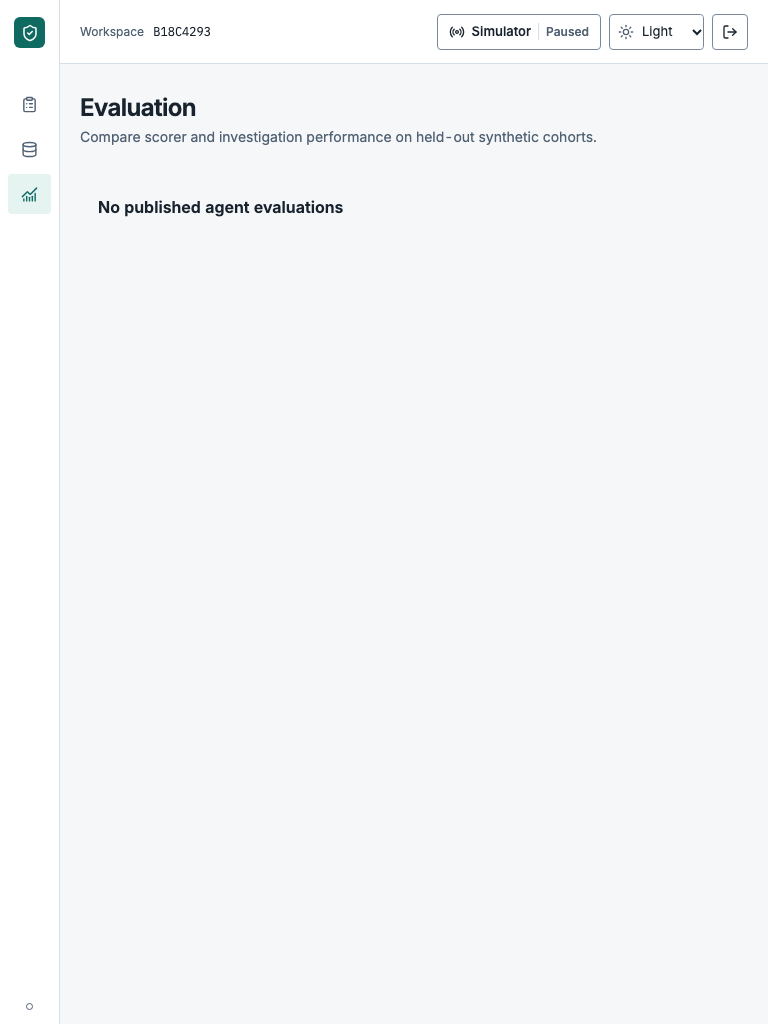 Workspace B18C4293
Simulator Paused
Light
Evaluation
Compare scorer and investigation performance on held-out synthetic cohorts.
No published agent evaluations